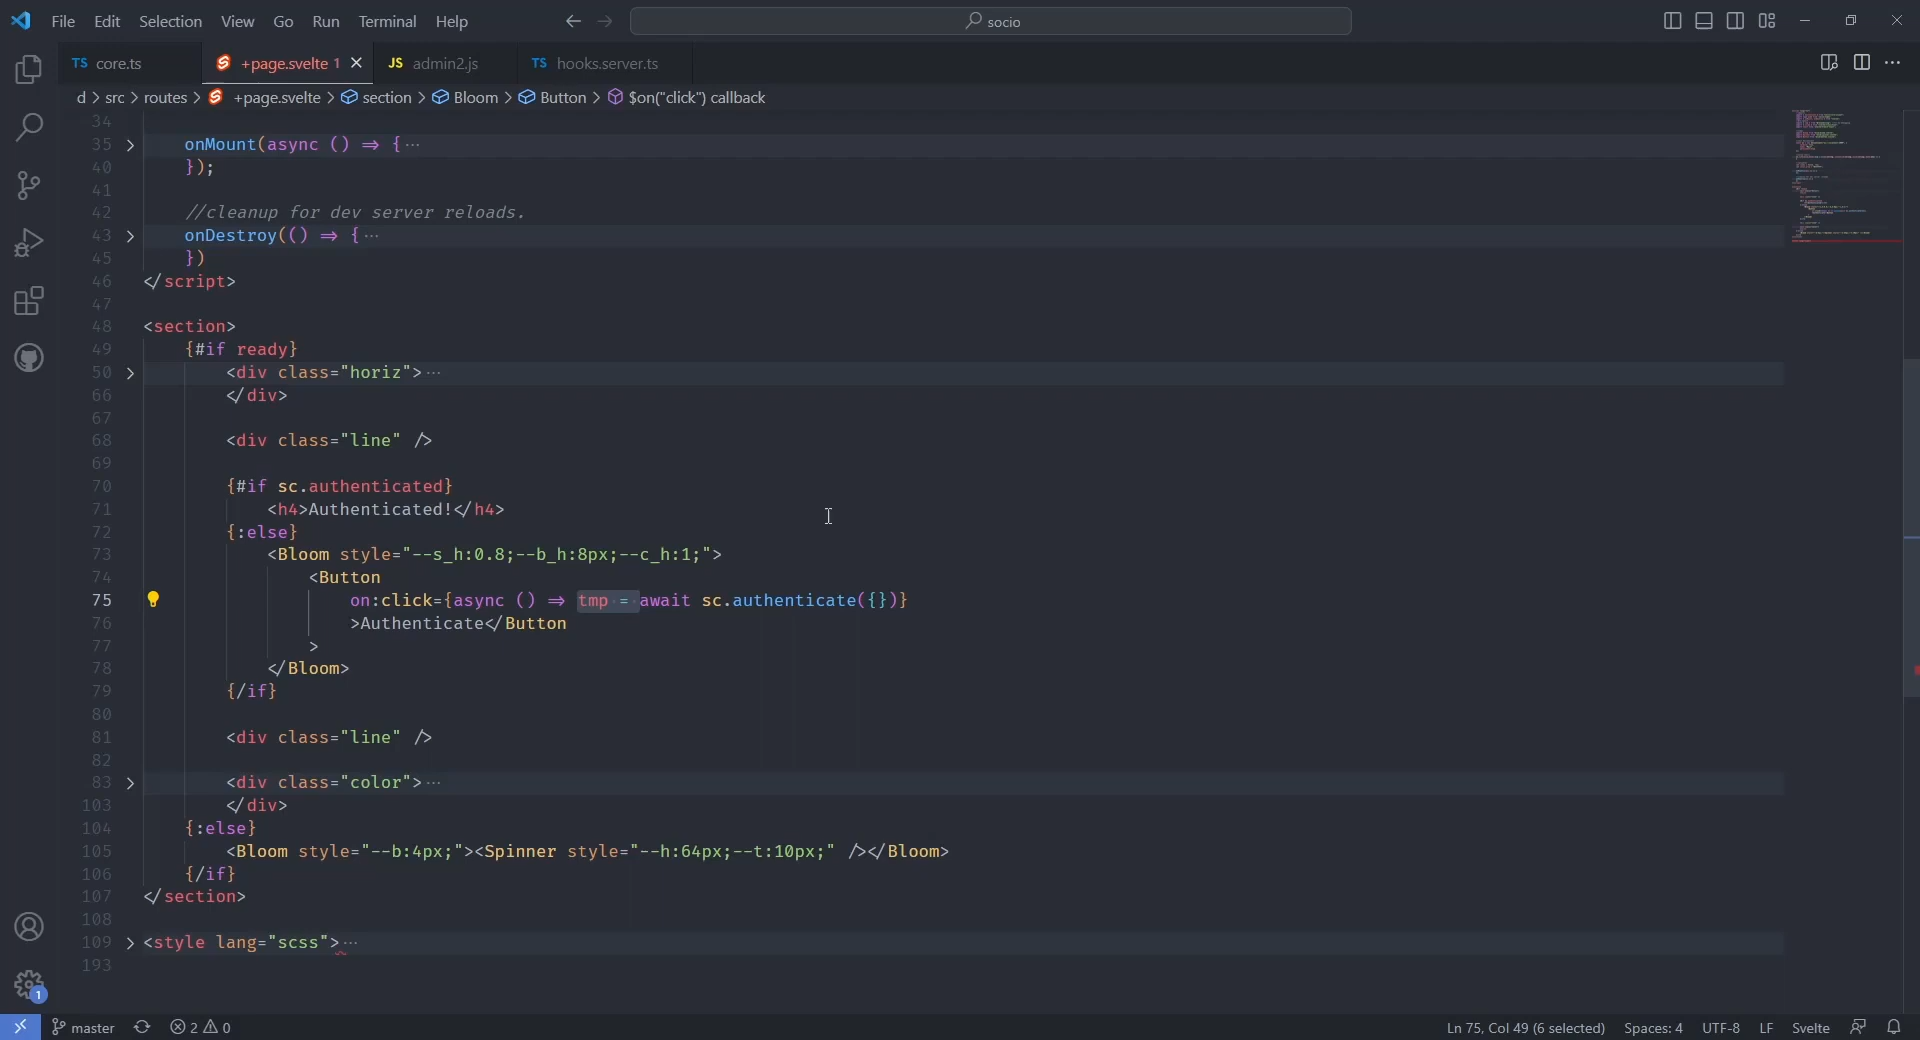 File Edit Selection View Go Run Terminal Help
socio
TS core.ts
+page.svelte 1
JS admin2.js
TS hooks.server.ts
d > src > routes > +page.svelte > section > Bloom > Button > $on("click") callback
34
35 onMount(async () => { ...
40 });
41
42 //cleanup for dev server reloads.
43 onDestroy(() => { ...
45 })
46 </script>
47
48 <section>
49 {#if ready}
50 <div class="horiz"> ...
66 </div>
67
68 <div class="line" />
69
70 {#if sc.authenticated}
71 <h4>Authenticated!</h4>
72 {:else}
73 <Bloom style="--s_h:0.8;--b_h:8px;--c_h:1;">
74 <Button
75 on:click={async () => tmp = await sc.authenticate({})}
76 >Authenticate</Button
77 >
78 </Bloom>
79 {/if}
80
81 <div class="line" />
82
83 <div class="color"> ...
103 </div>
104 {:else}
105 <Bloom style="--b:4px;"><Spinner style="--h:64px;--t:10px;" /></Bloom>
106 {/if}
107 </section>
108
109 <style lang="scss"> ...
193
1
master 2 0
Ln 75, Col 49 (6 selected) Spaces: 4 UTF-8 LF Svelte